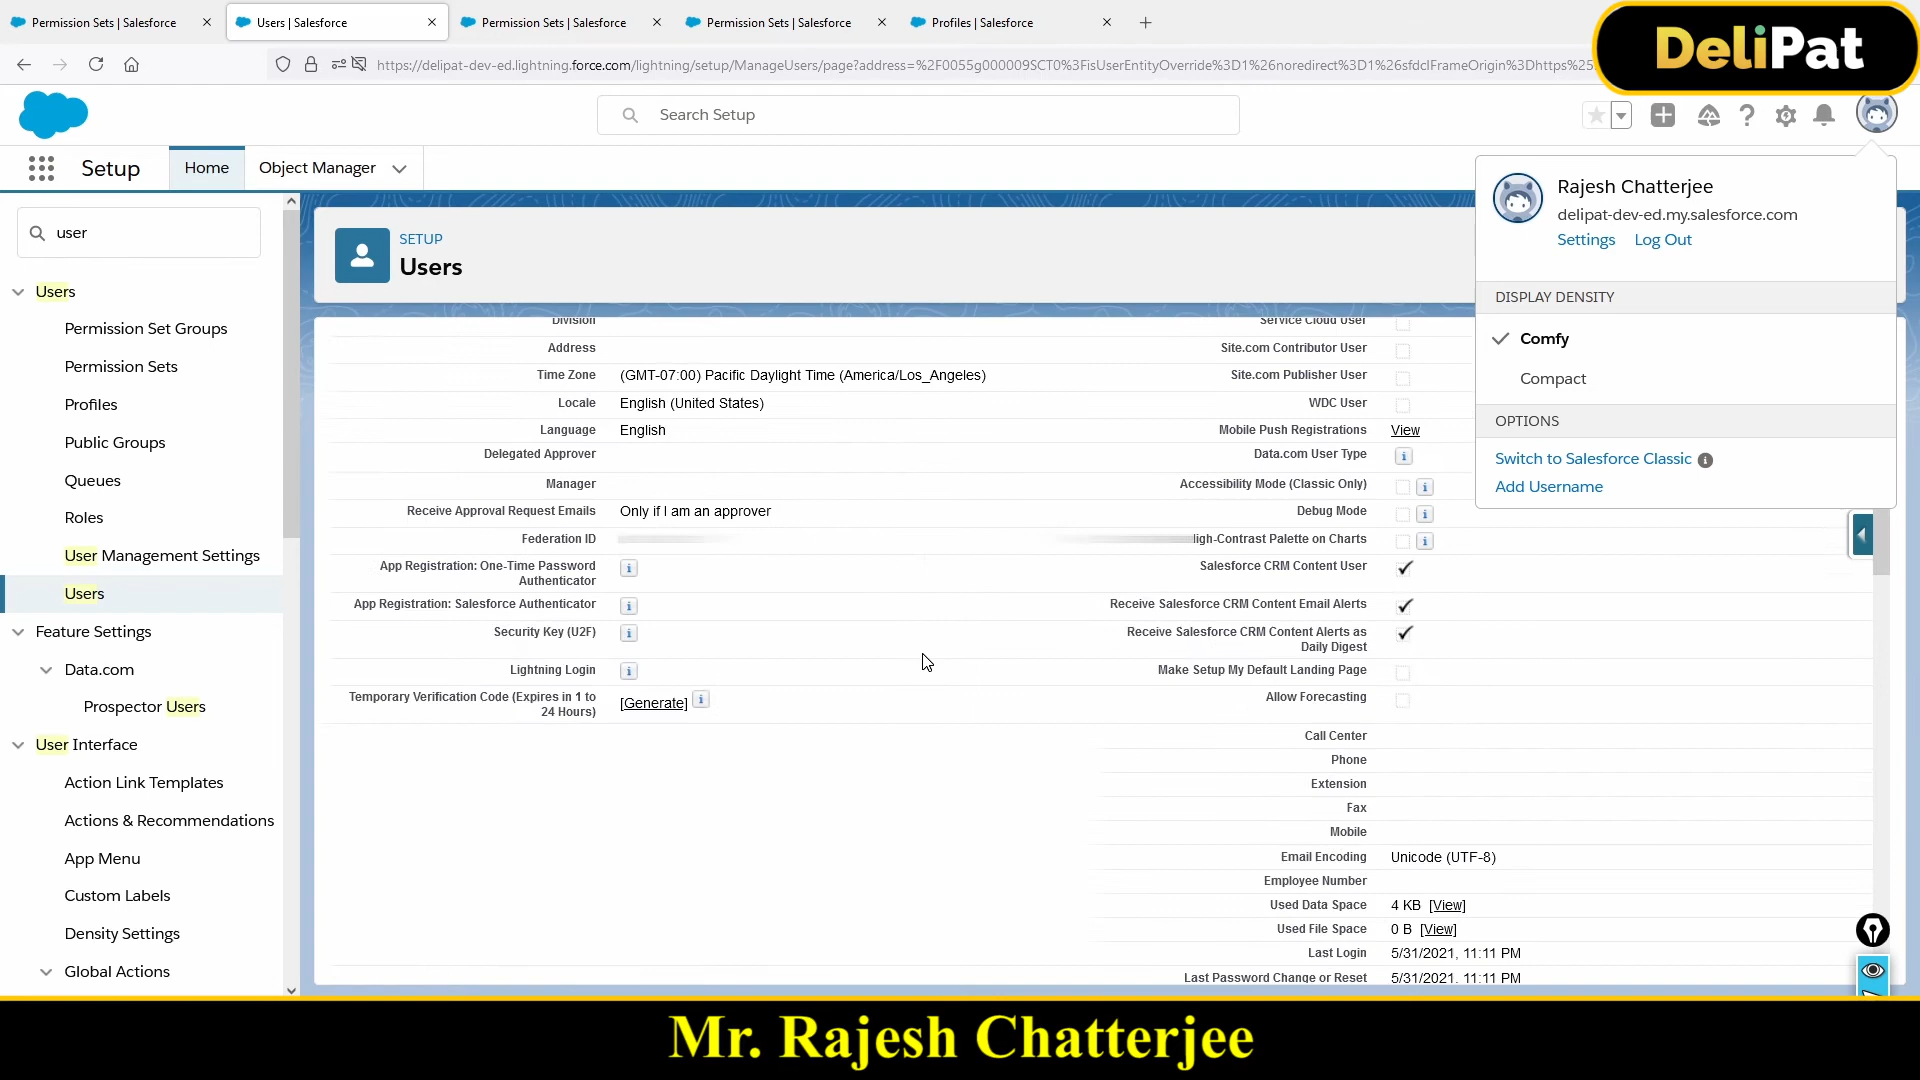 Permission Sets | Salesforce
Users | Salesforce
Permission Sets | Salesforce
Permission Sets | Salesforce
Profiles | Salesforce
https://delipat-dev-ed.lightning.force.com/lightning/setup/ManageUsers/page?address=%2F0055g000009SCT0%3FisUserEntityOverride%3D1%26noredirect%3D1%26sfdcIFrameOrigin%3Dhttps%25
DeliPat
Search Setup
Setup
Home
Object Manager
Rajesh Chatterjee
delipat-dev-ed.my.salesforce.com
Settings Log Out
DISPLAY DENSITY
Comfy
Compact
OPTIONS
Switch to Salesforce Classic
Add Username
user
Users
Permission Set Groups
Permission Sets
Profiles
Public Groups
Queues
Roles
User Management Settings
Users
Feature Settings
Data.com
Prospector Users
User Interface
Action Link Templates
Actions & Recommendations
App Menu
Custom Labels
Density Settings
Global Actions
SETUP
Users
Division
Address
Time Zone (GMT-07:00) Pacific Daylight Time (America/Los_Angeles)
Locale English (United States)
Language English
Delegated Approver
Manager
Receive Approval Request Emails Only if I am an approver
Federation ID
App Registration: One-Time Password
Authenticator
App Registration: Salesforce Authenticator
Security Key (U2F)
Lightning Login
Temporary Verification Code (Expires in 1 to
24 Hours)
[Generate]
Service Cloud User
Site.com Contributor User
Site.com Publisher User
WDC User
Mobile Push Registrations View
Data.com User Type
Accessibility Mode (Classic Only)
Debug Mode
High-Contrast Palette on Charts
Salesforce CRM Content User
Receive Salesforce CRM Content Email Alerts
Receive Salesforce CRM Content Alerts as
Daily Digest
Make Setup My Default Landing Page
Allow Forecasting
Call Center
Phone
Extension
Fax
Mobile
Email Encoding Unicode (UTF-8)
Employee Number
Used Data Space 4 KB [View]
Used File Space 0 B [View]
Last Login 5/31/2021, 11:11 PM
Last Password Change or Reset 5/31/2021, 11:11 PM
Mr. Rajesh Chatterjee